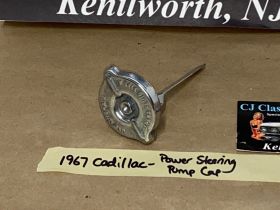 Kenilworth, NJ
CJ Clas
Ke
1967 Cadillac - Power Steering
Pump Cap